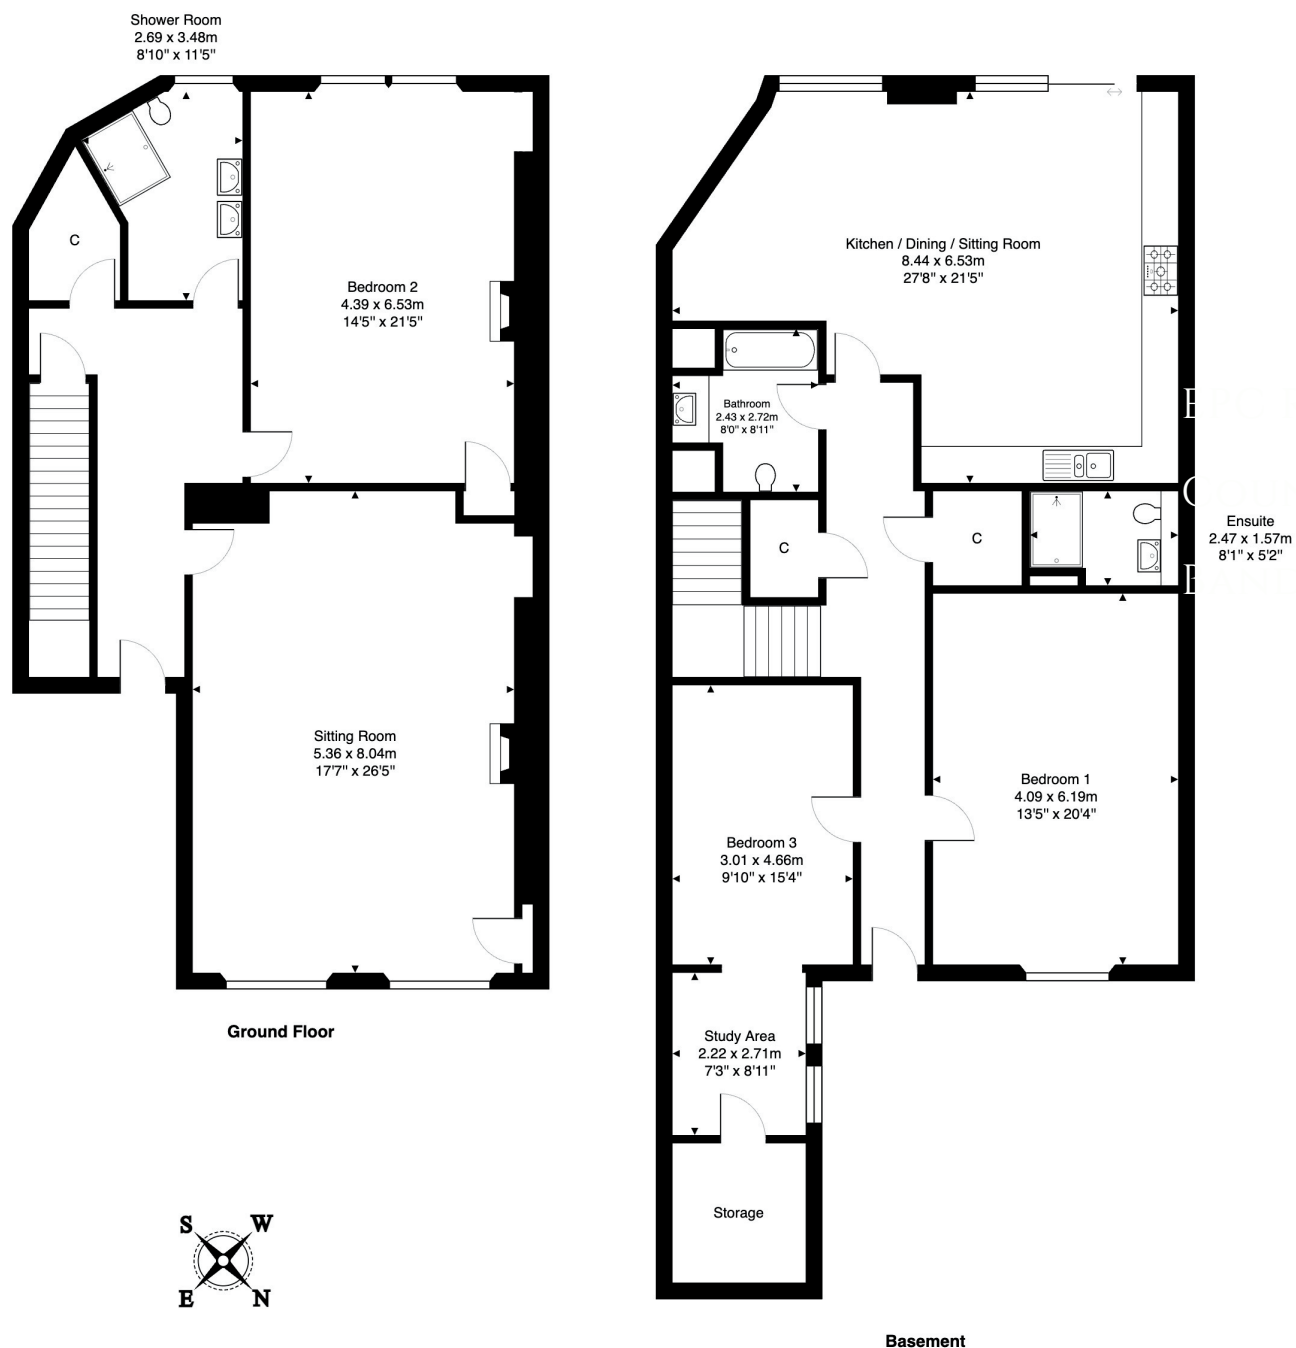 Shower Room
2.69 x 3.48m
8'10" x 11'5"
C
Bedroom 2
4.39 x 6.53m
14'5" x 21'5"
Sitting Room
5.36 x 8.04m
17'7" x 26'5"
Ground Floor
S W
E N
Kitchen / Dining / Sitting Room
8.44 x 6.53m
27'8" x 21'5"
Bathroom
2.43 x 2.72m
8'0" x 8'11"
C
C
Ensuite
2.47 x 1.57m
8'1" x 5'2"
Bedroom 1
4.09 x 6.19m
13'5" x 20'4"
Bedroom 3
3.01 x 4.66m
9'10" x 15'4"
Study Area
2.22 x 2.71m
7'3" x 8'11"
Storage
Basement